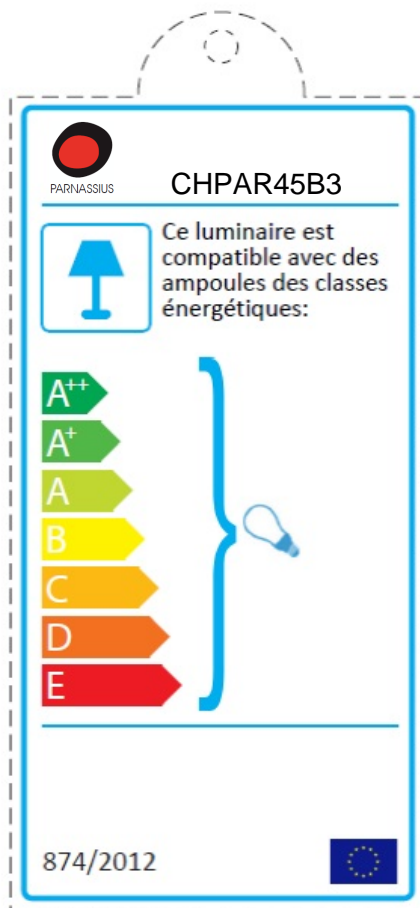 PARNASSIUS
CHPAR45B3
Ce luminaire est
compatible avec des
ampoules des classes
énergétiques:
A++
A+
A
B
C
D
E
874/2012